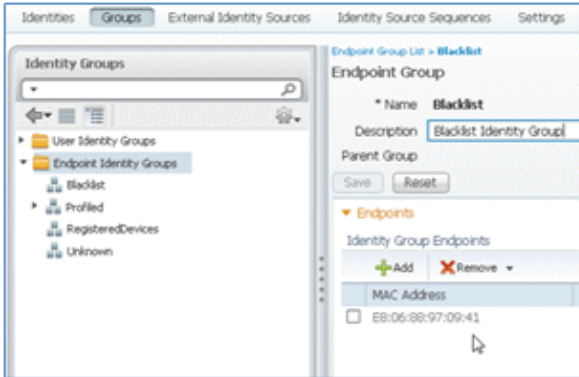 Identities Groups External Identity Sources Identity Source Sequences Settings
Identity Groups
User Identity Groups
Endpoint Identity Groups
Blacklist
Profiled
RegisteredDevices
Unknown
Endpoint Group List > Blacklist
Endpoint Group
* Name Blacklist
Description Blacklist Identity Group
Parent Group
Save Reset
Endpoints
Identity Group Endpoints
Add Remove
MAC Address
E8:06:88:97:09:41